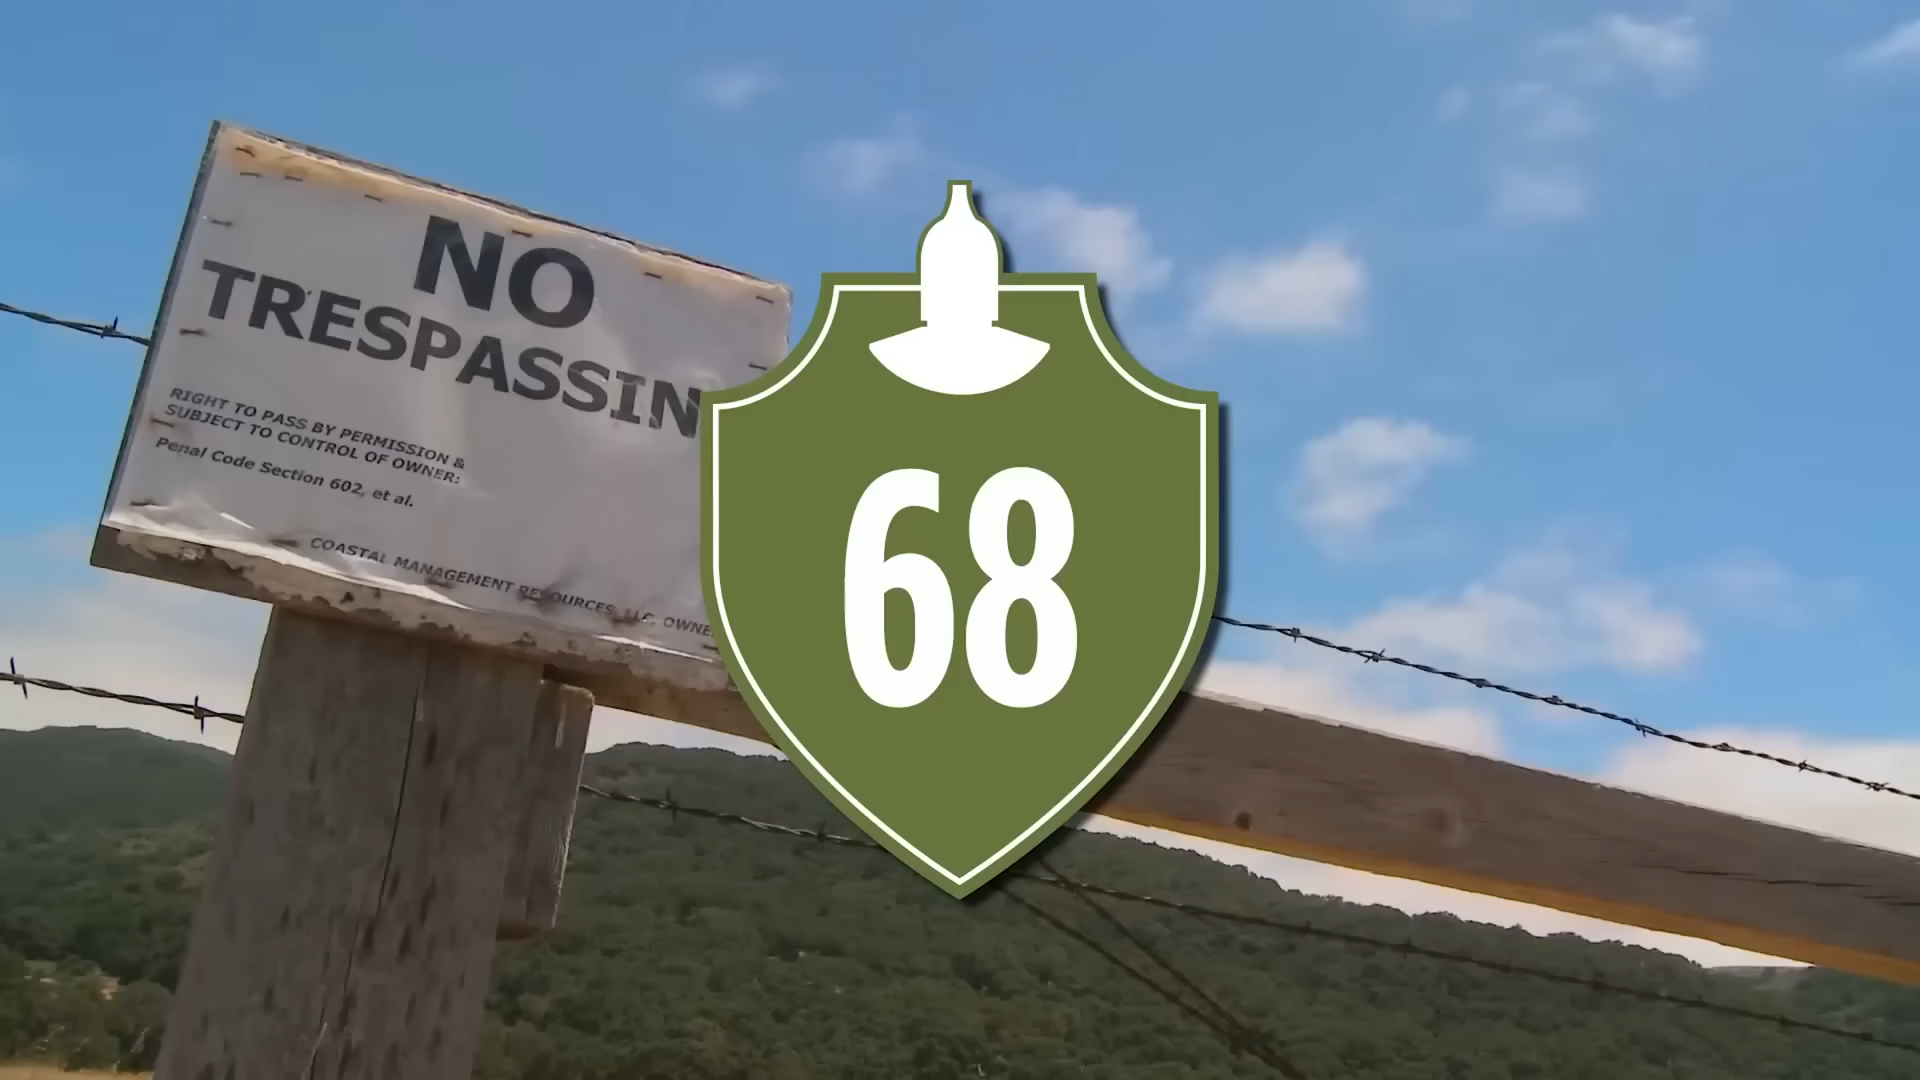 NO
TRESPASSIN
RIGHT TO PASS BY PERMISSION &
SUBJECT TO CONTROL OF OWNER:
Penal Code Section 602, et al.
COASTAL MANAGEMENT RESOURCES, LLC, OWNE
68